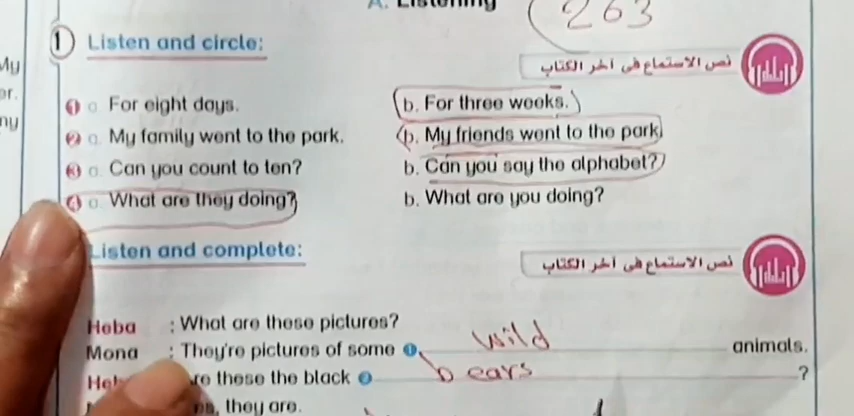 A. Listening
263
1 Listen and circle:
نص الاستماع فى آخر الكتاب
1 a. For eight days. b. For three weeks.
2 a. My family went to the park. b. My friends went to the park.
3 a. Can you count to ten? b. Can you say the alphabet?
4 a. What are they doing? b. What are you doing?
Listen and complete:
نص الاستماع فى آخر الكتاب
Heba : What are these pictures?
Mona : They're pictures of some 1 wild animals.
re these the black 2 bears ?
they are.